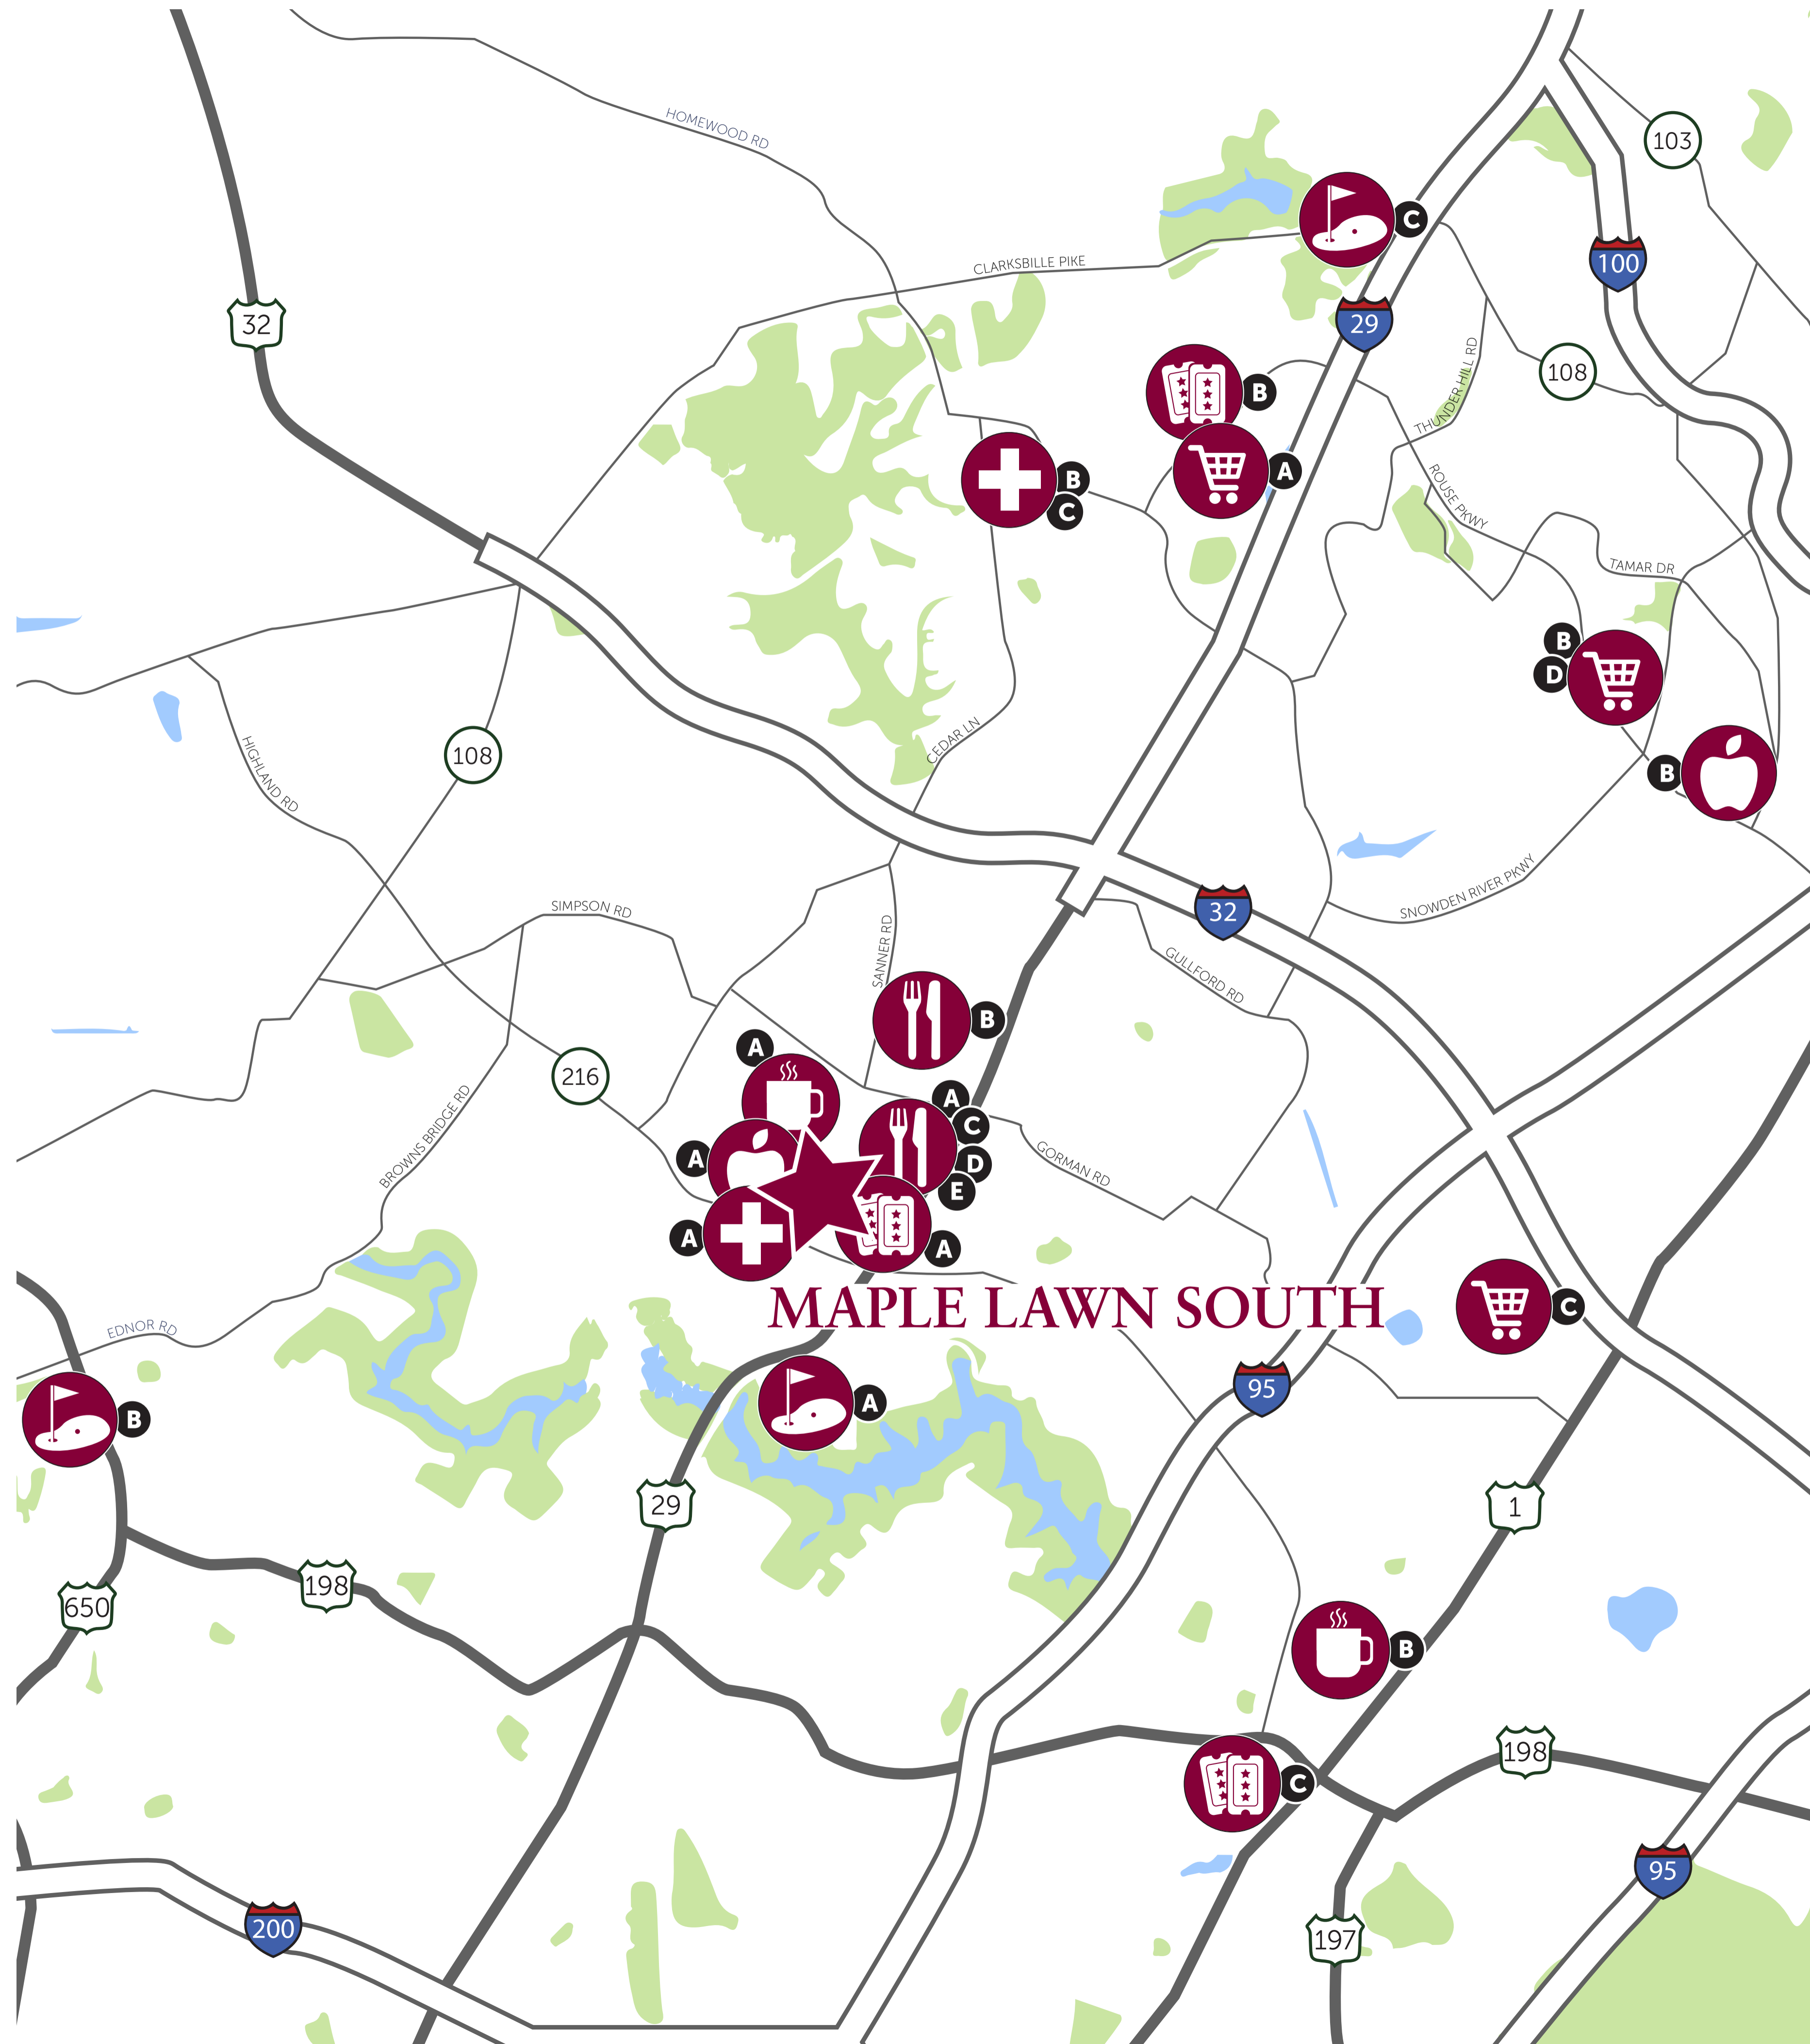 HOMEWOOD RD
103
C
CLARKSBILLE PIKE
100
32
29
THUNDER HILL RD
108
B
A
B
C
ROUSE PKWY
TAMAR DR
B
D
B
108
HIGHLAND RD
CEDAR LN
SNOWDEN RIVER PKWY
32
SIMPSON RD
SANNER RD
GULLFORD RD
B
A
216
A
C
D
E
A
BROWNS BRIDGE RD
GORMAN RD
A
A
MAPLE LAWN SOUTH
C
EDNOR RD
95
B
A
29
1
198
650
B
198
C
95
200
197